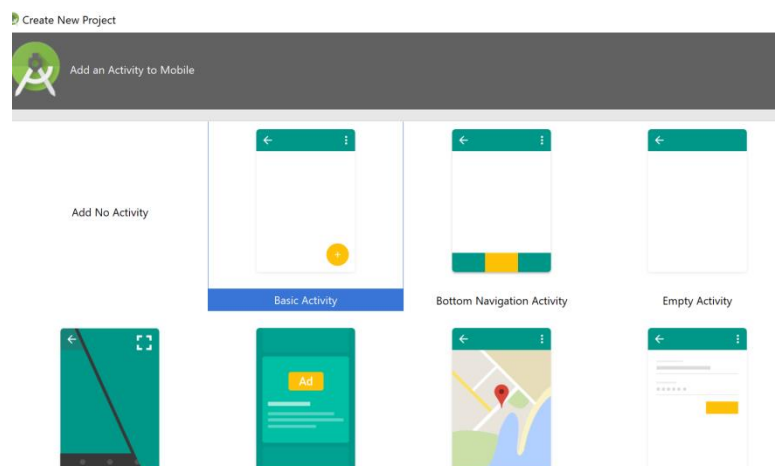 Create New Project
Add an Activity to Mobile
Add No Activity
Basic Activity
Bottom Navigation Activity
Empty Activity
Ad